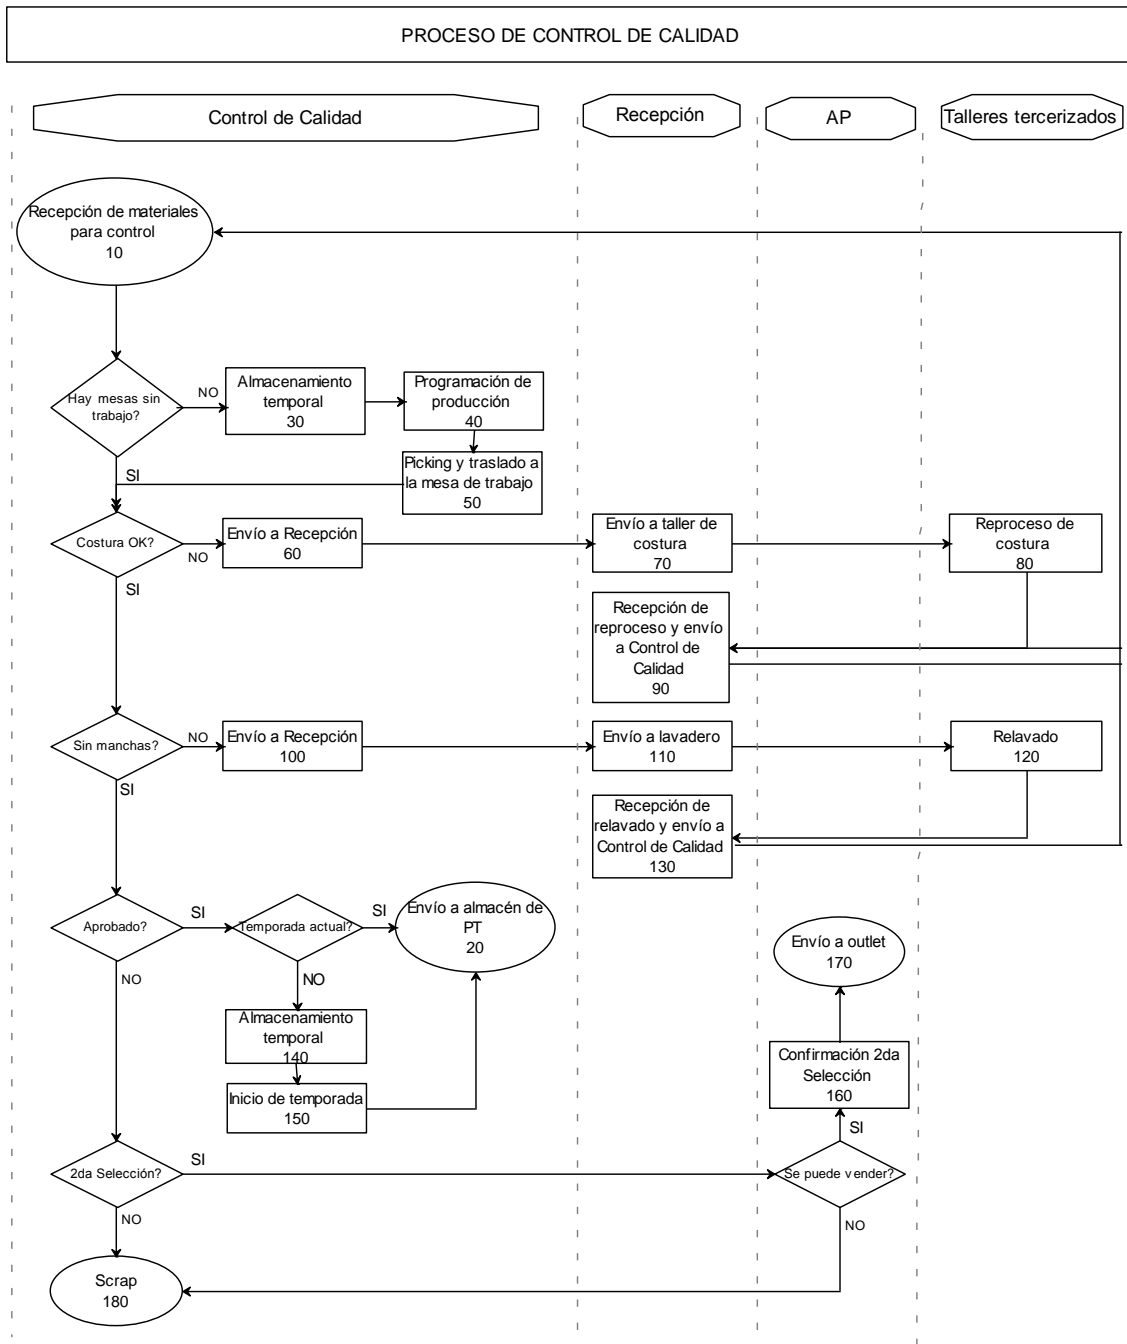 PROCESO DE CONTROL DE CALIDAD
Control de Calidad
Recepción
AP
Talleres tercerizados
Recepción de materiales
para control
10
Hay mesas sin
trabajo?
NO
Almacenamiento
temporal
30
Programación de
producción
40
SI
Picking y traslado a
la mesa de trabajo
50
Costura OK?
NO
Envío a Recepción
60
Envío a taller de
costura
70
Reproceso de
costura
80
SI
Recepción de
reproceso y envío
a Control de
Calidad
90
Sin manchas?
NO
Envío a Recepción
100
Envío a lavadero
110
Relavado
120
SI
Recepción de
relavado y envío a
Control de Calidad
130
Aprobado?
SI
Temporada actual?
SI
Envío a almacén de
PT
20
Envío a outlet
170
NO
NO
Almacenamiento
temporal
140
Inicio de temporada
150
Confirmación 2da
Selección
160
SI
2da Selección?
SI
Se puede vender?
NO
NO
Scrap
180